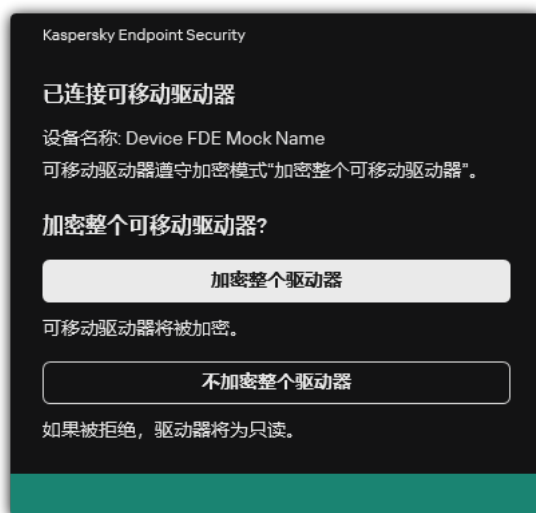 Kaspersky Endpoint Security
已连接可移动驱动器
设备名称: Device FDE Mock Name
可移动驱动器遵守加密模式“加密整个可移动驱动器”。
加密整个可移动驱动器?
加密整个驱动器
可移动驱动器将被加密。
不加密整个驱动器
如果被拒绝，驱动器将为只读。